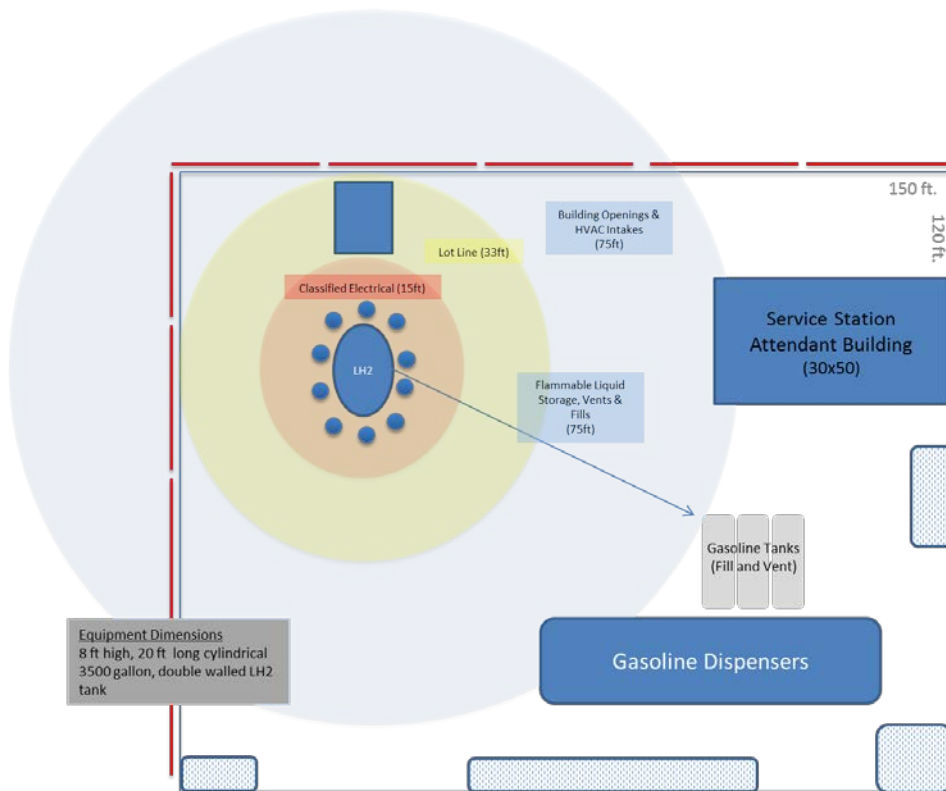 150 ft.
120 ft.
Building Openings &
HVAC Intakes
(75ft)
Lot Line (33ft)
Classified Electrical (15ft)
Service Station
Attendant Building
(30x50)
LH2
Flammable Liquid
Storage, Vents &
Fills
(75ft)
Gasoline Tanks
(Fill and Vent)
Equipment Dimensions
8 ft high, 20 ft long cylindrical
3500 gallon, double walled LH2
tank
Gasoline Dispensers